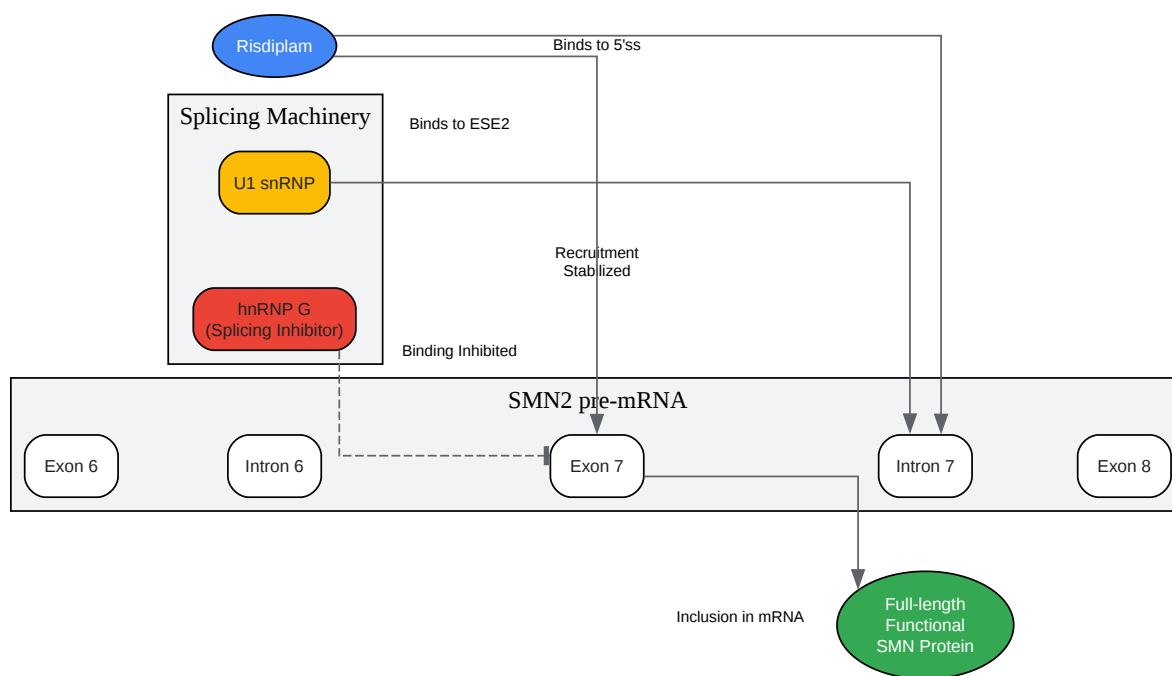 Risdiplam
Binds to 5'ss
Splicing Machinery
Binds to ESE2
U1 snRNP
Recruitment
Stabilized
hnRNP G
(Splicing Inhibitor)
Binding Inhibited
SMN2 pre-mRNA
Exon 6
Intron 6
Exon 7
Intron 7
Exon 8
Inclusion in mRNA
Full-length
Functional
SMN Protein